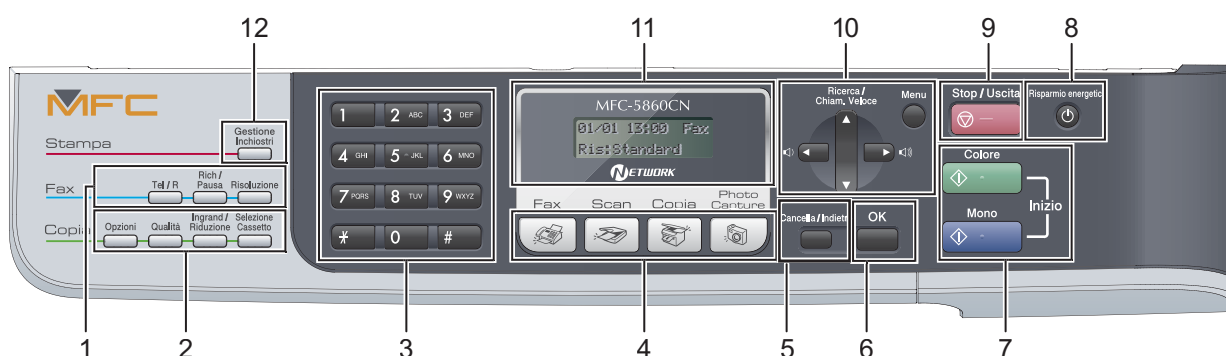 12
11
10
9
8
MFC
Stampa
Gestione
Inchiostri
Fax
Tel / R
Rich /
Pausa
Risoluzione
Copia
Opzioni
Qualità
Ingrand /
Riduzione
Selezione
Cassetto
1
2 ABC
3 DEF
4 GHI
5 JKL
6 MNO
7 PQRS
8 TUV
9 WXYZ
*
0
#
MFC-5860CN
01/01 13:00 Fax
Ris:Standard
NETWORK
Fax
Scan
Copia
Photo
Capture
Ricerca /
Chiam. Veloce
Menu
Cancella / Indietro
OK
Stop / Uscita
Risparmio energetic
Colore
Mono
Inizio
1
2
3
4
5
6
7